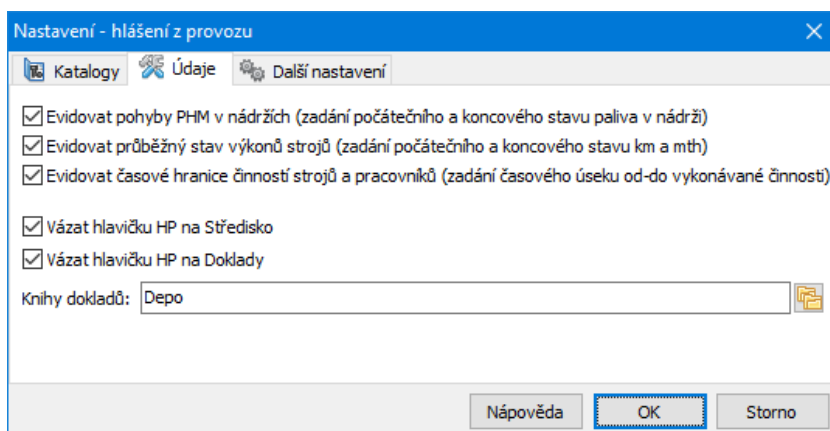 Nastavení - hlášení z provozu
Katalogy Údaje Další nastavení
Evidovat pohyby PHM v nádržích (zadání počátečního a koncového stavu paliva v nádrži)
Evidovat průběžný stav výkonů strojů (zadání počátečního a koncového stavu km a mth)
Evidovat časové hranice činností strojů a pracovníků (zadání časového úseku od-do vykonávané činnosti)
Vázat hlavičku HP na Středisko
Vázat hlavičku HP na Doklady
Knihy dokladů: Depo
Nápověda OK Storno